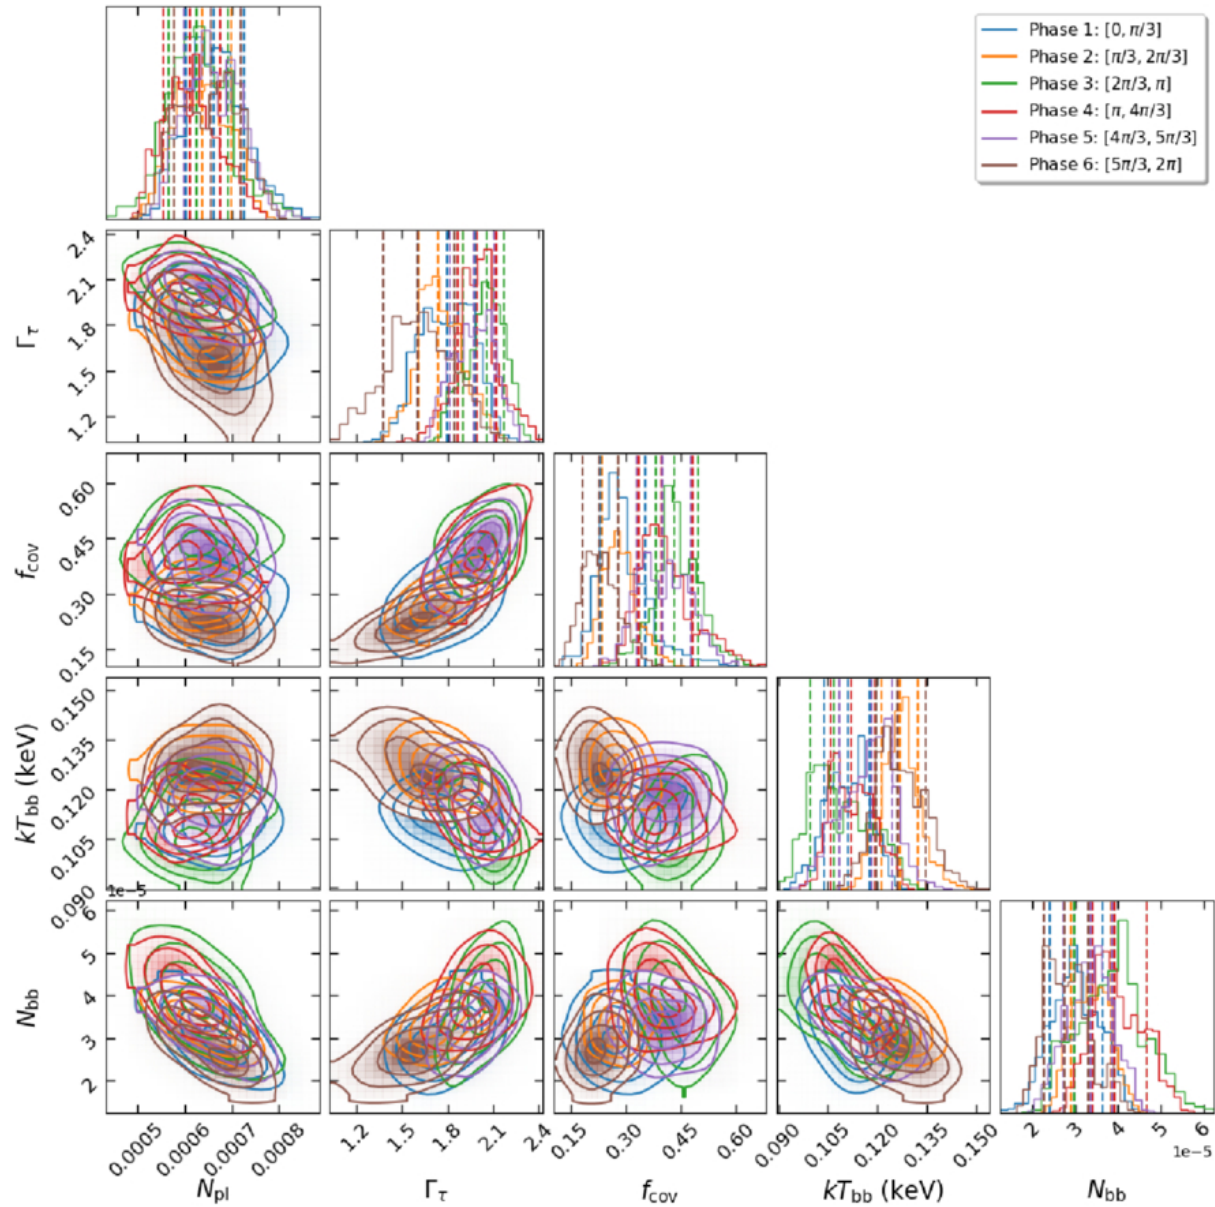 Phase 1: [0, π/3]
Phase 2: [π/3, 2π/3]
Phase 3: [2π/3, π]
Phase 4: [π, 4π/3]
Phase 5: [4π/3, 5π/3]
Phase 6: [5π/3, 2π]
2.4
2.1
1.8
1.5
1.2
Γτ
0.60
0.45
0.30
0.15
fcov
0.150
0.135
0.120
0.105
0.090
kTbb (keV)
1e−5
6
5
4
3
2
Nbb
0.0005
0.0006
0.0007
0.0008
Npl
1.2
1.5
1.8
2.1
2.4
Γτ
0.15
0.30
0.45
0.60
fcov
0.090
0.105
0.120
0.135
0.150
kTbb (keV)
2
3
4
5
6
1e−5
Nbb